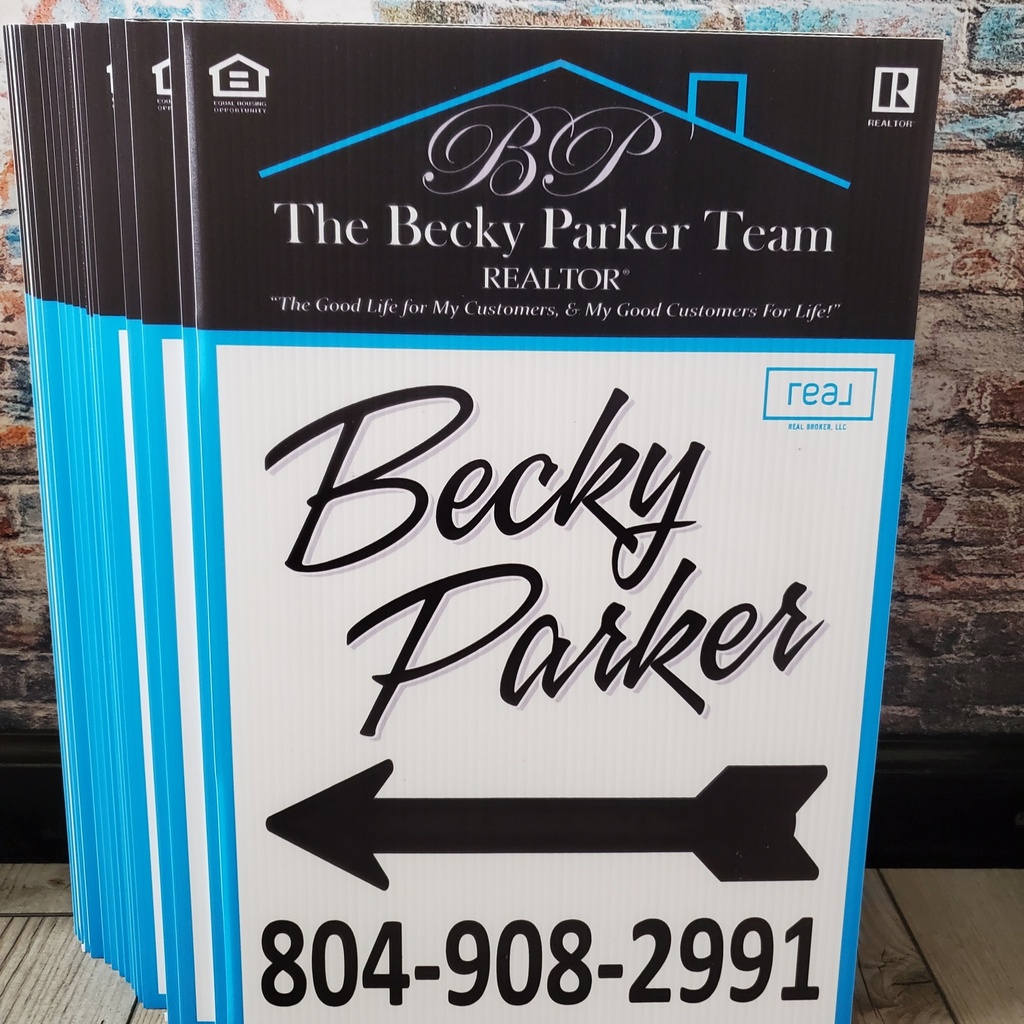 EQUAL HOUSING
OPPORTUNITY
R
REALTOR
BP
The Becky Parker Team
REALTOR®
"The Good Life for My Customers, & My Good Customers For Life!"
real
REAL BROKER, LLC
Becky
Parker
804-908-2991